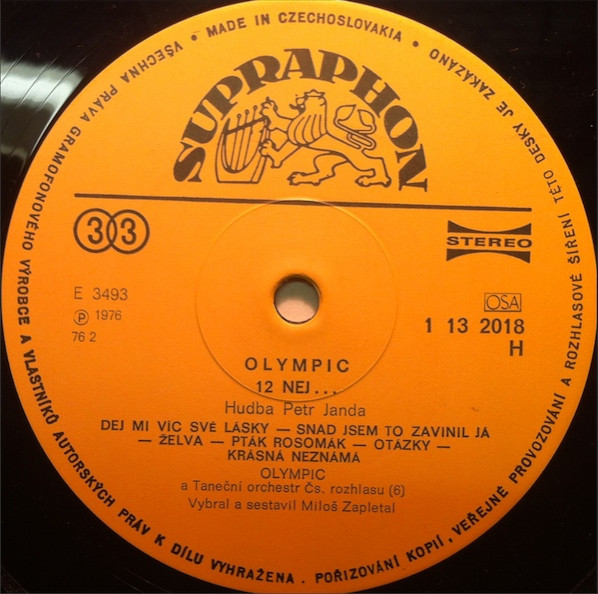 • MADE IN CZECHOSLOVAKIA •
SUPRAPHON
33
STEREO
E 3493
℗ 1976
76 2
OSA
1 13 2018
H
OLYMPIC
12 NEJ...
Hudba Petr Janda
DEJ MI VÍC SVÉ LÁSKY — SNAD JSEM TO ZAVINIL JÁ
— ŽELVA — PTÁK ROSOMÁK — OTÁZKY —
KRÁSNÁ NEZNÁMÁ
OLYMPIC
a Taneční orchestr Čs. rozhlasu (6)
Vybral a sestavil Miloš Zapletal
VŠECHNA PRÁVA GRAMOFONOVÉHO VÝROBCE A VLASTNÍKŮ AUTORSKÝCH PRÁV K DÍLU VYHRAŽENA. POŘIZOVÁNÍ KOPIÍ, VEŘEJNÉ PROVOZOVÁNÍ A ROZHLASOVÉ ŠÍŘENÍ TÉTO DESKY JE ZAKÁZÁNO